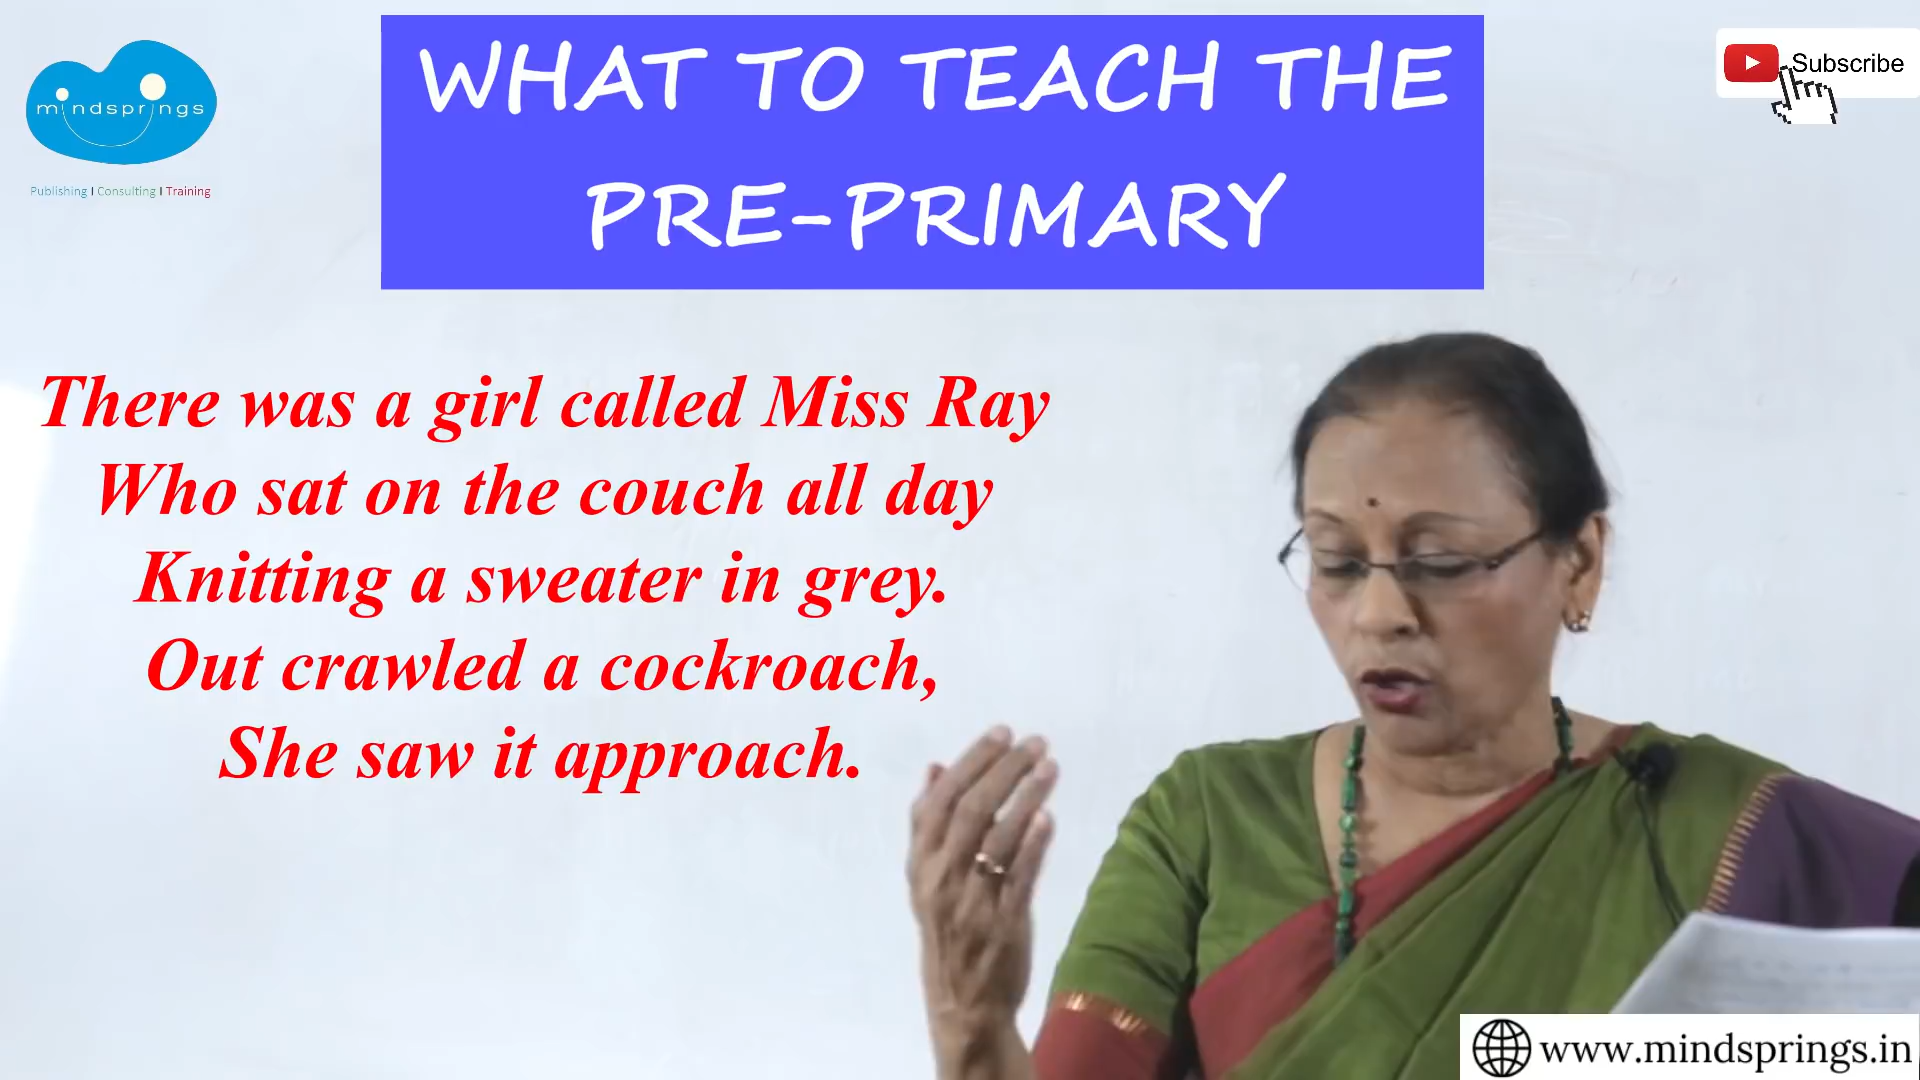 mindsprings
Publishing I Consulting I Training
WHAT TO TEACH THE
PRE-PRIMARY
Subscribe
There was a girl called Miss Ray
Who sat on the couch all day
Knitting a sweater in grey.
Out crawled a cockroach,
She saw it approach.
www.mindsprings.in